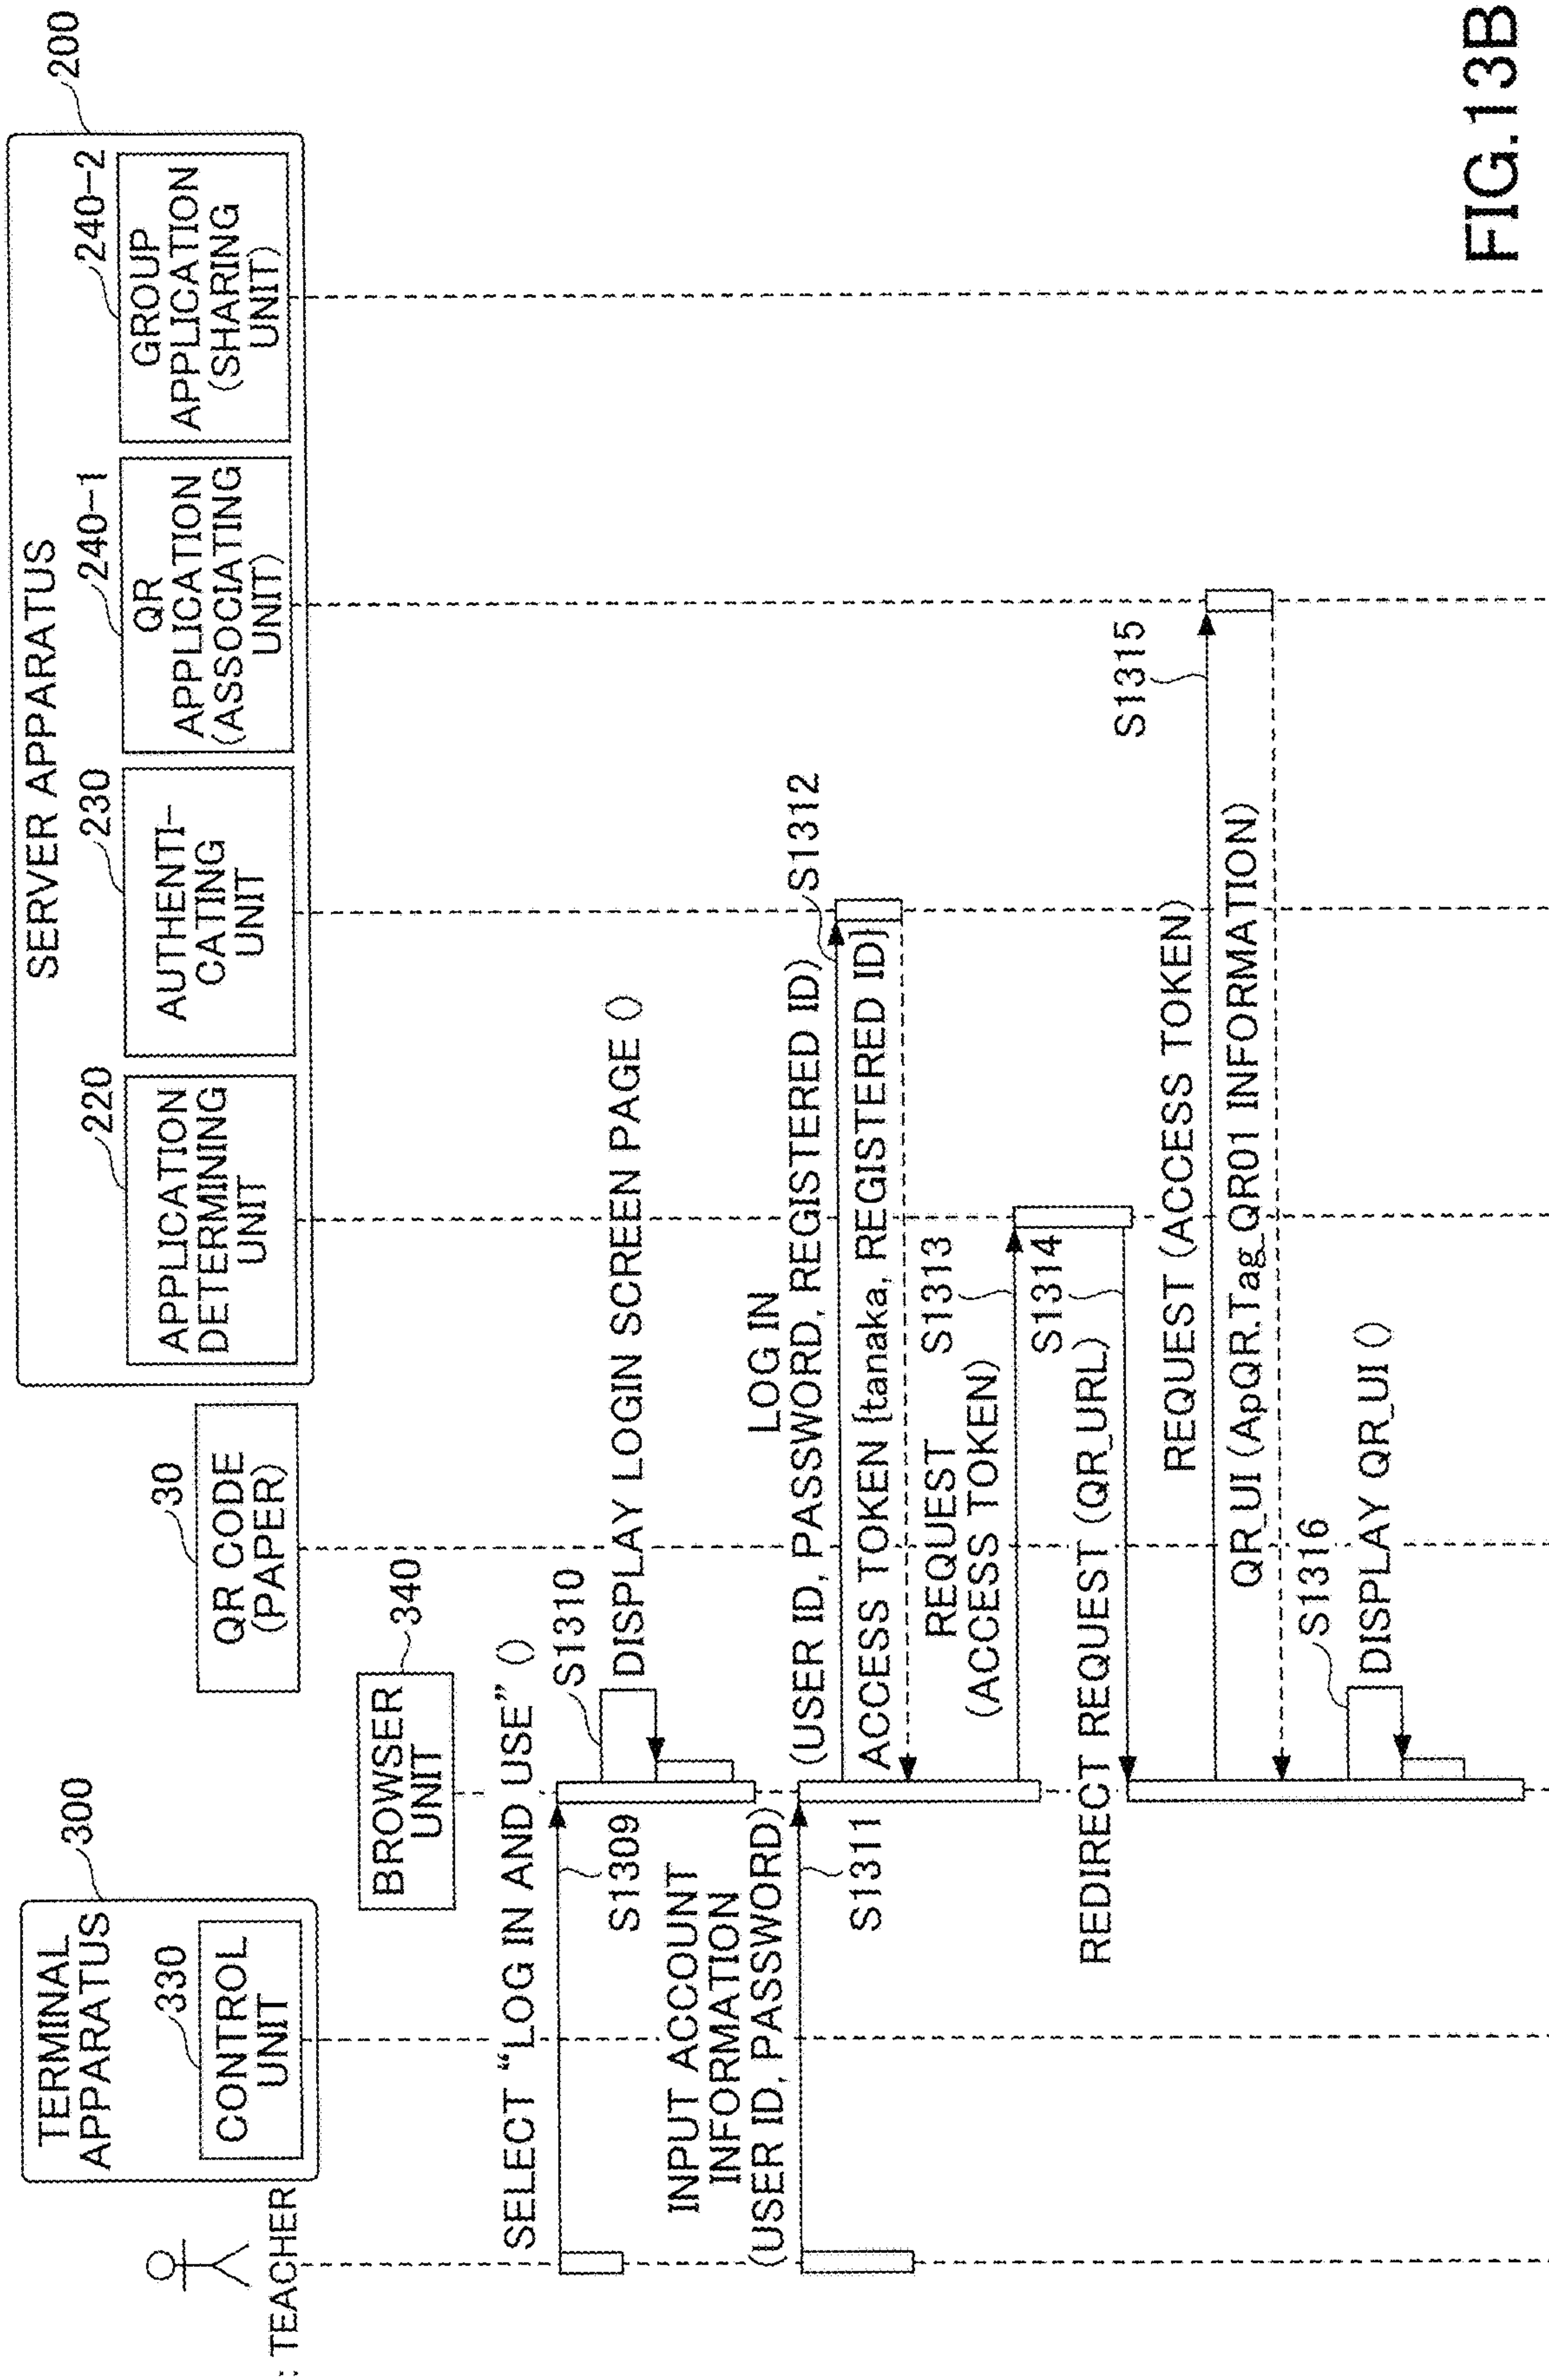 : TEACHER
TERMINAL
APPARATUS
300
330
CONTROL
UNIT
BROWSER
UNIT
340
30
QR CODE
(PAPER)
SERVER APPARATUS
200
220
APPLICATION
DETERMINING
UNIT
230
AUTHENTI-
CATING
UNIT
240-1
QR
APPLICATION
(ASSOCIATING
UNIT)
240-2
GROUP
APPLICATION
(SHARING
UNIT)
SELECT “LOG IN AND USE” ()
S1309
S1310
DISPLAY LOGIN SCREEN PAGE ()
INPUT ACCOUNT
INFORMATION
(USER ID, PASSWORD)
S1311
LOG IN
(USER ID, PASSWORD, REGISTERED ID)
S1312
ACCESS TOKEN [tanaka, REGISTERED ID]
REQUEST
(ACCESS TOKEN)
S1313
S1314
REDIRECT REQUEST (QR_URL)
REQUEST (ACCESS TOKEN)
S1315
QR_UI (ApQR.Tag_QR01 INFORMATION)
S1316
DISPLAY QR_UI ()
FIG.13B